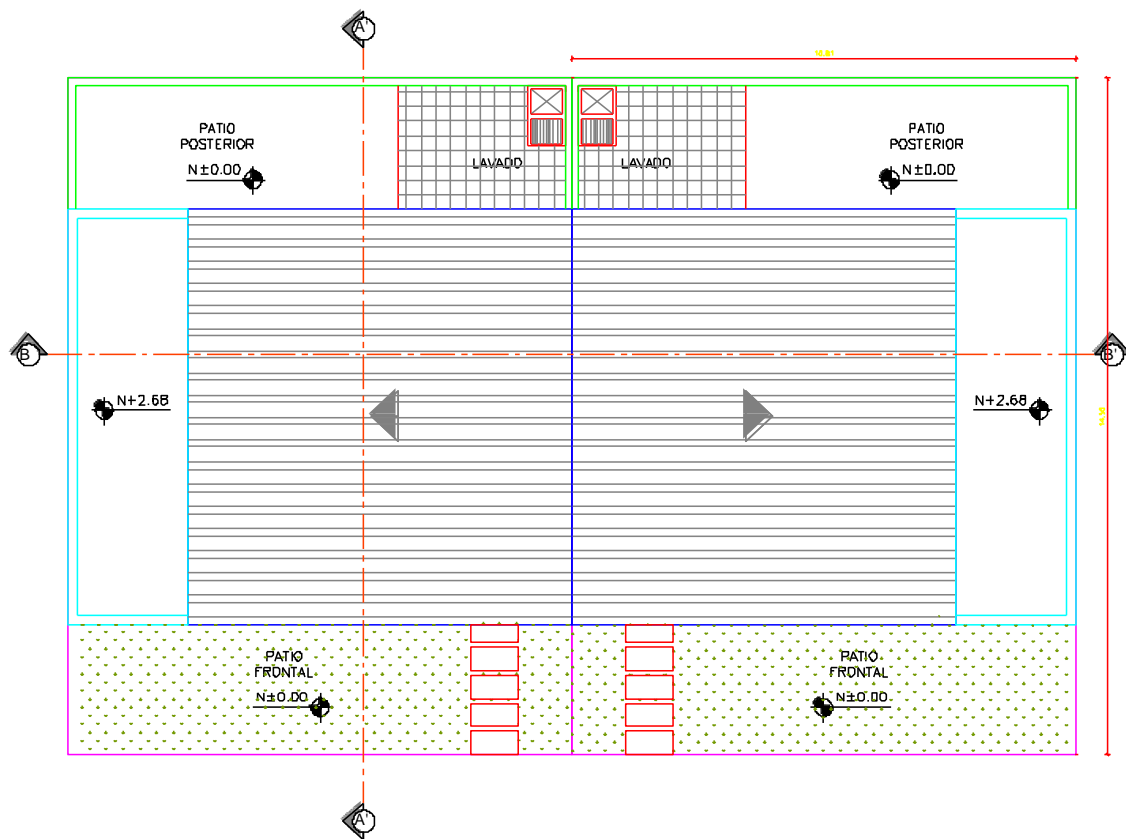 A'
PATIO
POSTERIOR
N±0.00
LAVADO
LAVADO
PATIO
POSTERIOR
N±0.00
B
B'
N+2.68
N+2.68
PATIO
FRONTAL
N±0.00
PATIO
FRONTAL
N±0.00
A'